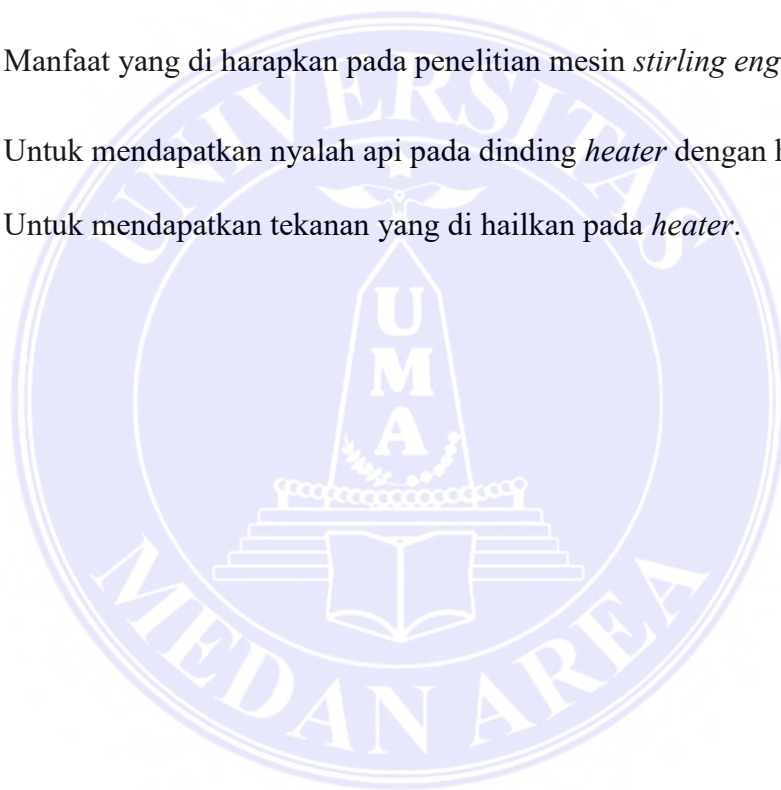 Manfaat yang di harapkan pada penelitian mesin stirling eng
Untuk mendapatkan nyalah api pada dinding heater dengan h
Untuk mendapatkan tekanan yang di hailkan pada heater.
UNIVERSITAS
U
M
A
MEDAN AREA